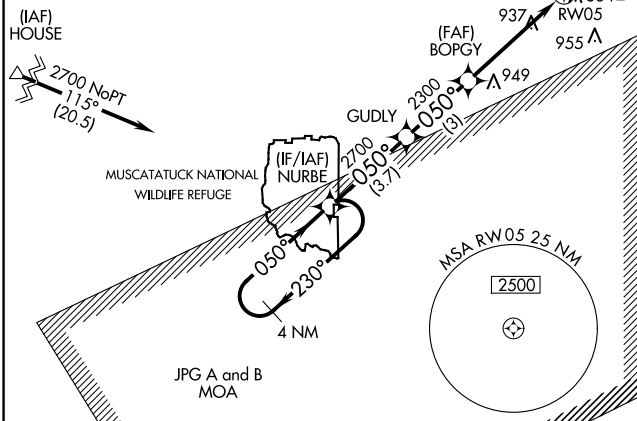 (IAF)
HOUSE
2700 NoPT
115°
(20.5)
937
RW05
955
(FAF)
BOPGY
949
2300
050°
(3)
GUDLY
2700
050°
(3.7)
(IF/IAF)
NURBE
MUSCATATUCK NATIONAL
WILDLIFE REFUGE
050°
230°
4 NM
MSA RW05 25 NM
2500
JPG A and B
MOA